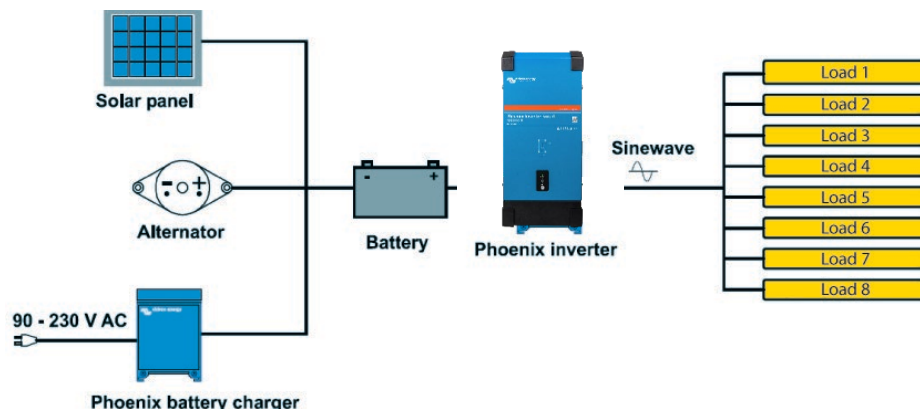 Solar panel
Alternator
90 - 230 V AC
Phoenix battery charger
- +
Battery
- +
Phoenix inverter
Sinewave
Load 1
Load 2
Load 3
Load 4
Load 5
Load 6
Load 7
Load 8